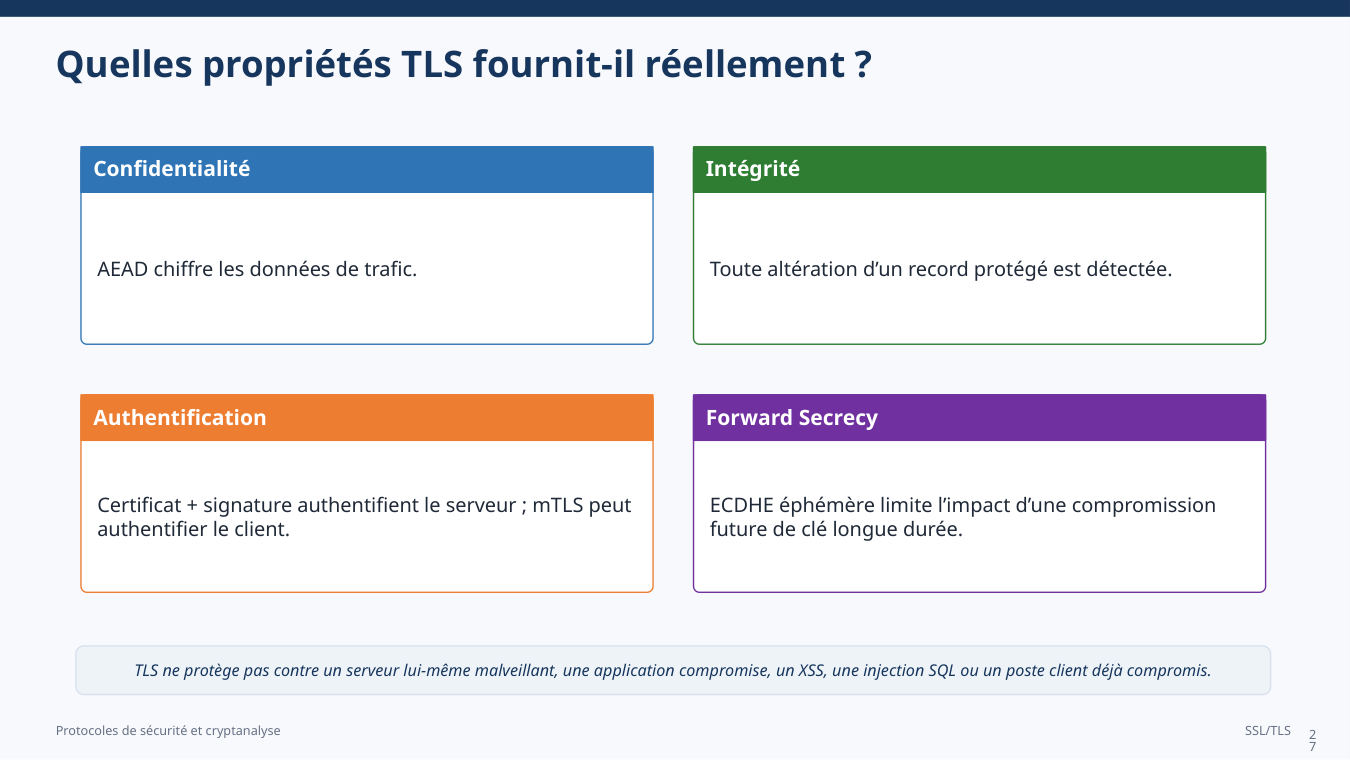 Quelles propriétés TLS fournit-il réellement ?
Confidentialité
AEAD chiffre les données de trafic.
Intégrité
Toute altération d’un record protégé est détectée.
Authentification
Certificat + signature authentifient le serveur ; mTLS peut
authentifier le client.
Forward Secrecy
ECDHE éphémère limite l’impact d’une compromission
future de clé longue durée.
TLS ne protège pas contre un serveur lui-même malveillant, une application compromise, un XSS, une injection SQL ou un poste client déjà compromis.
Protocoles de sécurité et cryptanalyse
SSL/TLS
2
7